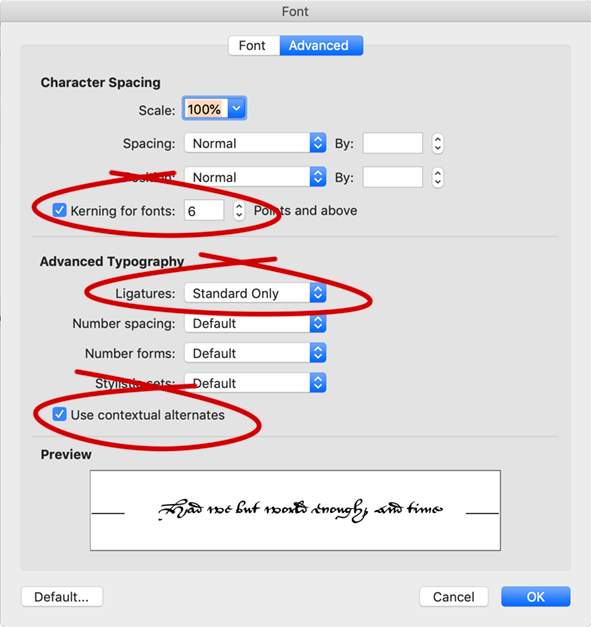 Font
Font Advanced
Character Spacing
Scale: 100%
Spacing: Normal By:
Position: Normal By:
Kerning for fonts: 6 Points and above
Advanced Typography
Ligatures: Standard Only
Number spacing: Default
Number forms: Default
Stylistic sets: Default
Use contextual alternates
Preview
Had we but world enough, and time
Default... Cancel OK